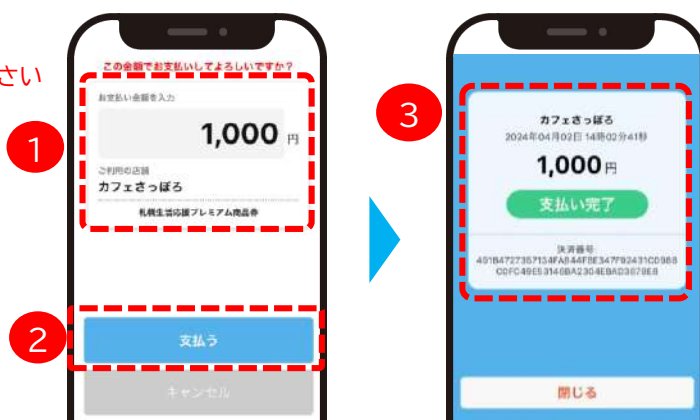 さい
この金額でお支払いしてよろしいですか？
1
お支払い金額を入力
1,000 円
ご利用の店舗
カフェさっぽろ
札幌生活応援プレミアム商品券
2
支払う
キャンセル
3
カフェさっぽろ
2024年04月02日 14時02分41秒
1,000 円
支払い完了
決済番号
閉じる